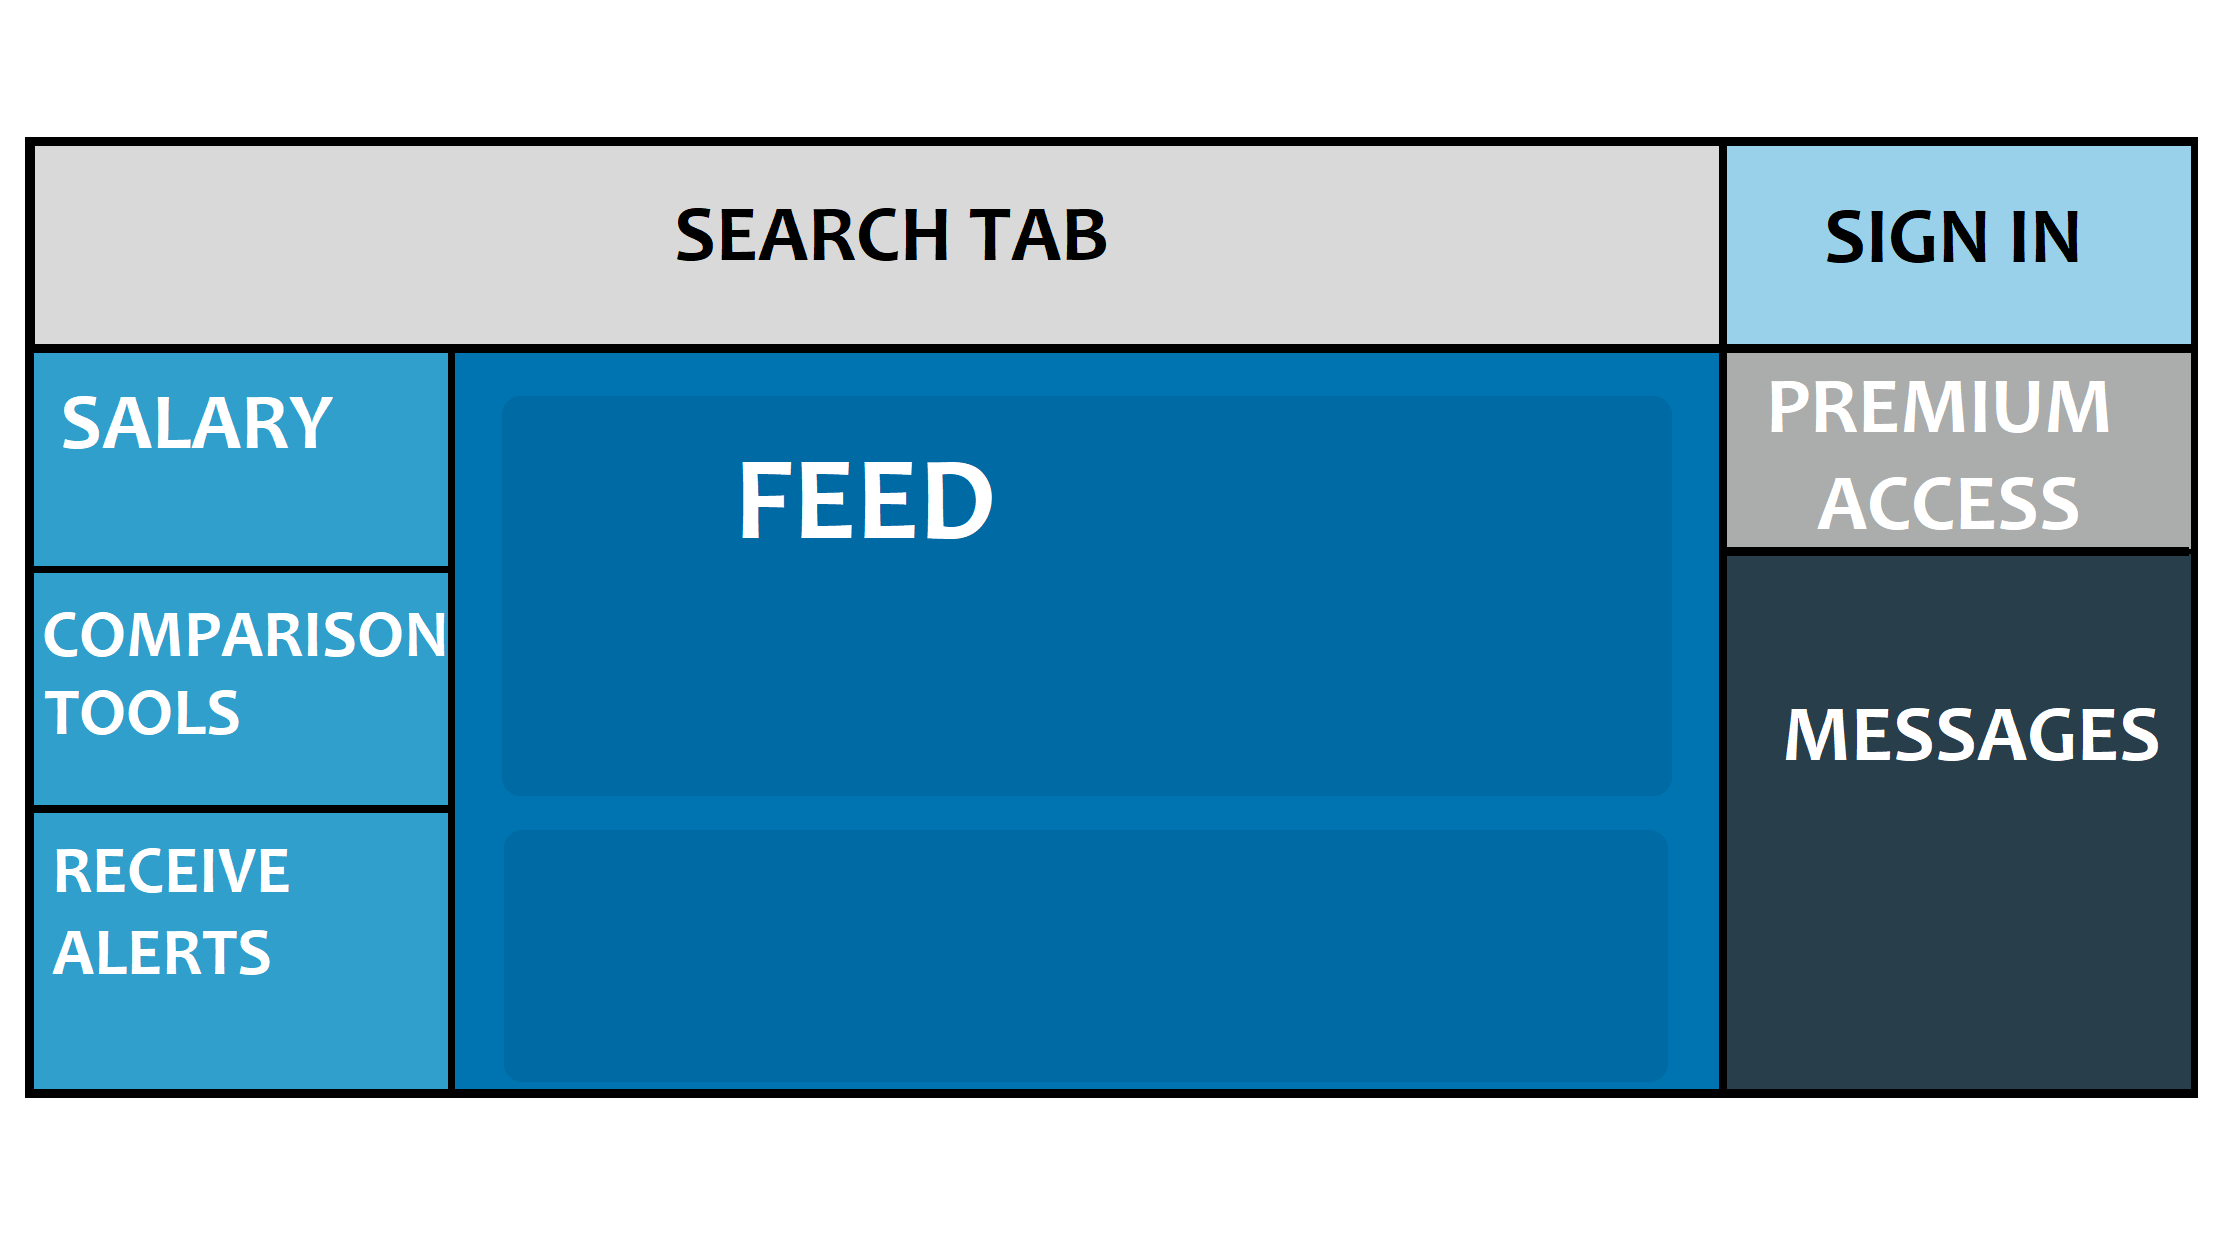 SEARCH TAB
SIGN IN
SALARY
COMPARISON
TOOLS
RECEIVE
ALERTS
FEED
PREMIUM
ACCESS
MESSAGES